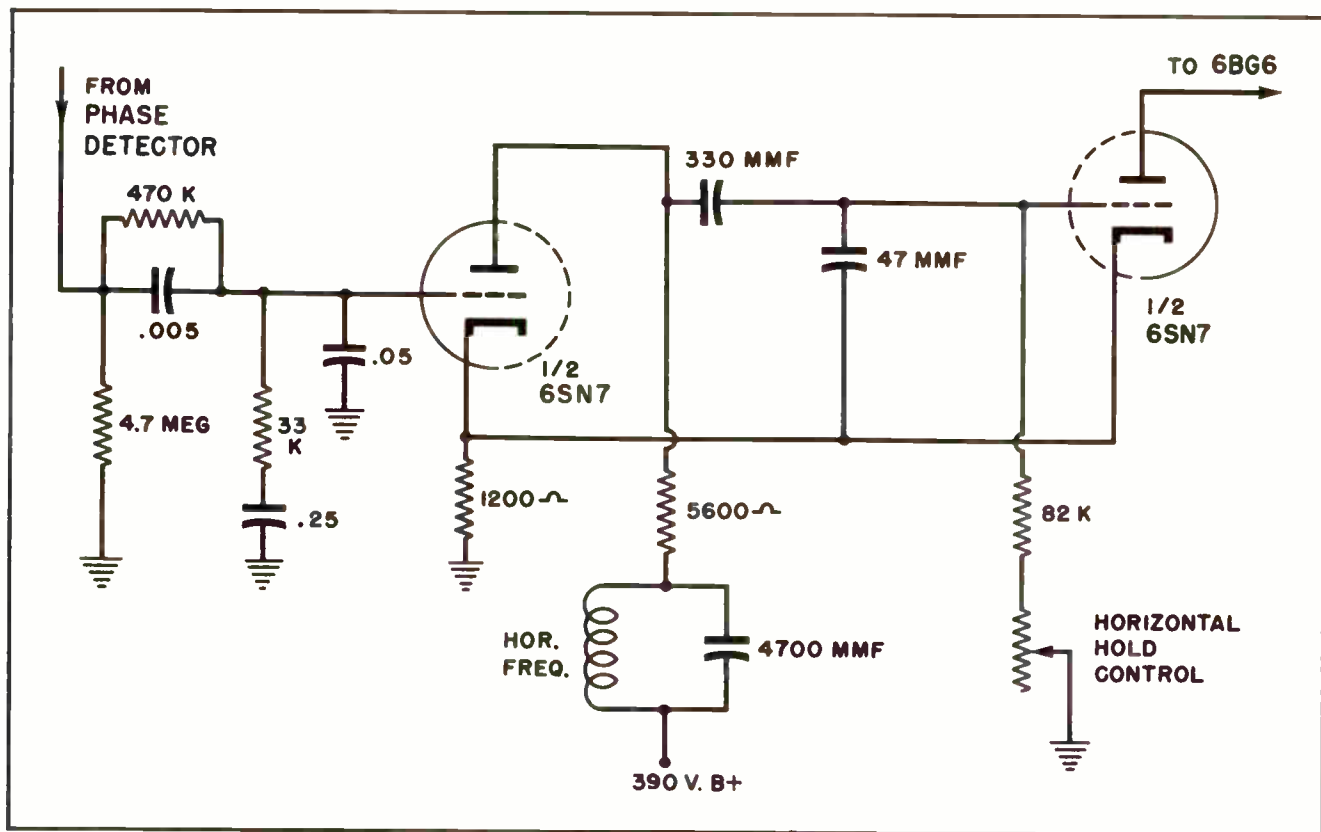 FROM
PHASE
DETECTOR
TO 6BG6
470 K
330 MMF
.005
47 MMF
.05
1/2
6SN7
1/2
6SN7
4.7 MEG
33
K
.25
1200 Ω
5600 Ω
82 K
HOR.
FREQ.
4700 MMF
HORIZONTAL
HOLD
CONTROL
390 V. B+